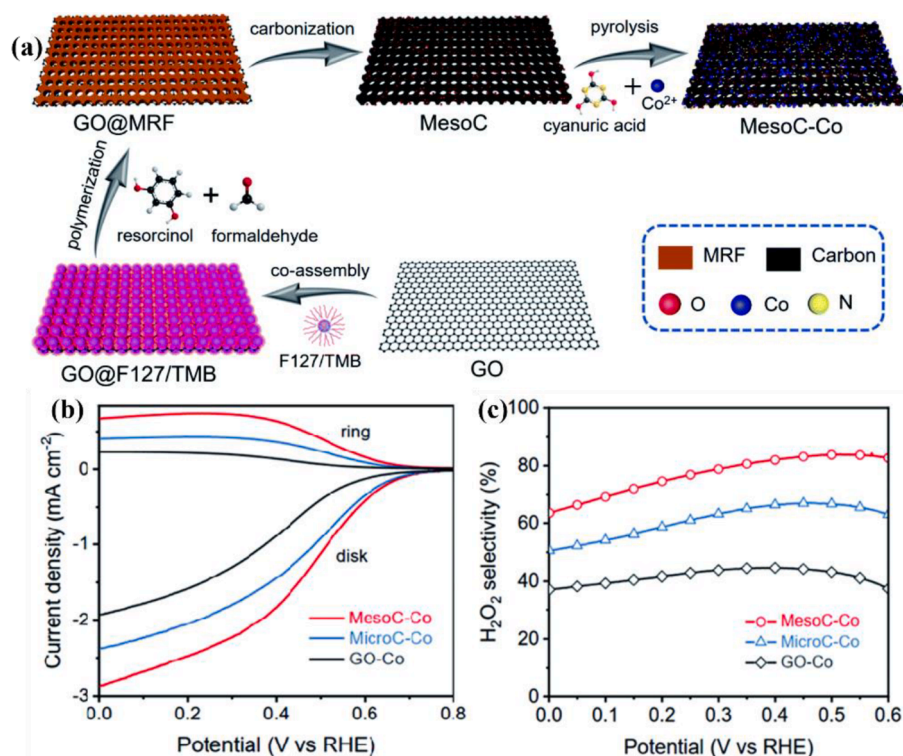 (a)
carbonization
pyrolysis
+
Co²⁺
cyanuric acid
GO@MRF
MesoC
MesoC-Co
polymerization
+
resorcinol formaldehyde
co-assembly
F127/TMB
GO@F127/TMB
GO
MRF Carbon
O Co N
(b)
Current density (mA cm⁻²)
0
-1
-2
-3
ring
disk
MesoC-Co
MicroC-Co
GO-Co
0.0 0.2 0.4 0.6 0.8
Potential (V vs RHE)
(c)
H₂O₂ selectivity (%)
100
80
60
40
20
0
MesoC-Co
MicroC-Co
GO-Co
0.0 0.1 0.2 0.3 0.4 0.5 0.6
Potential (V vs RHE)